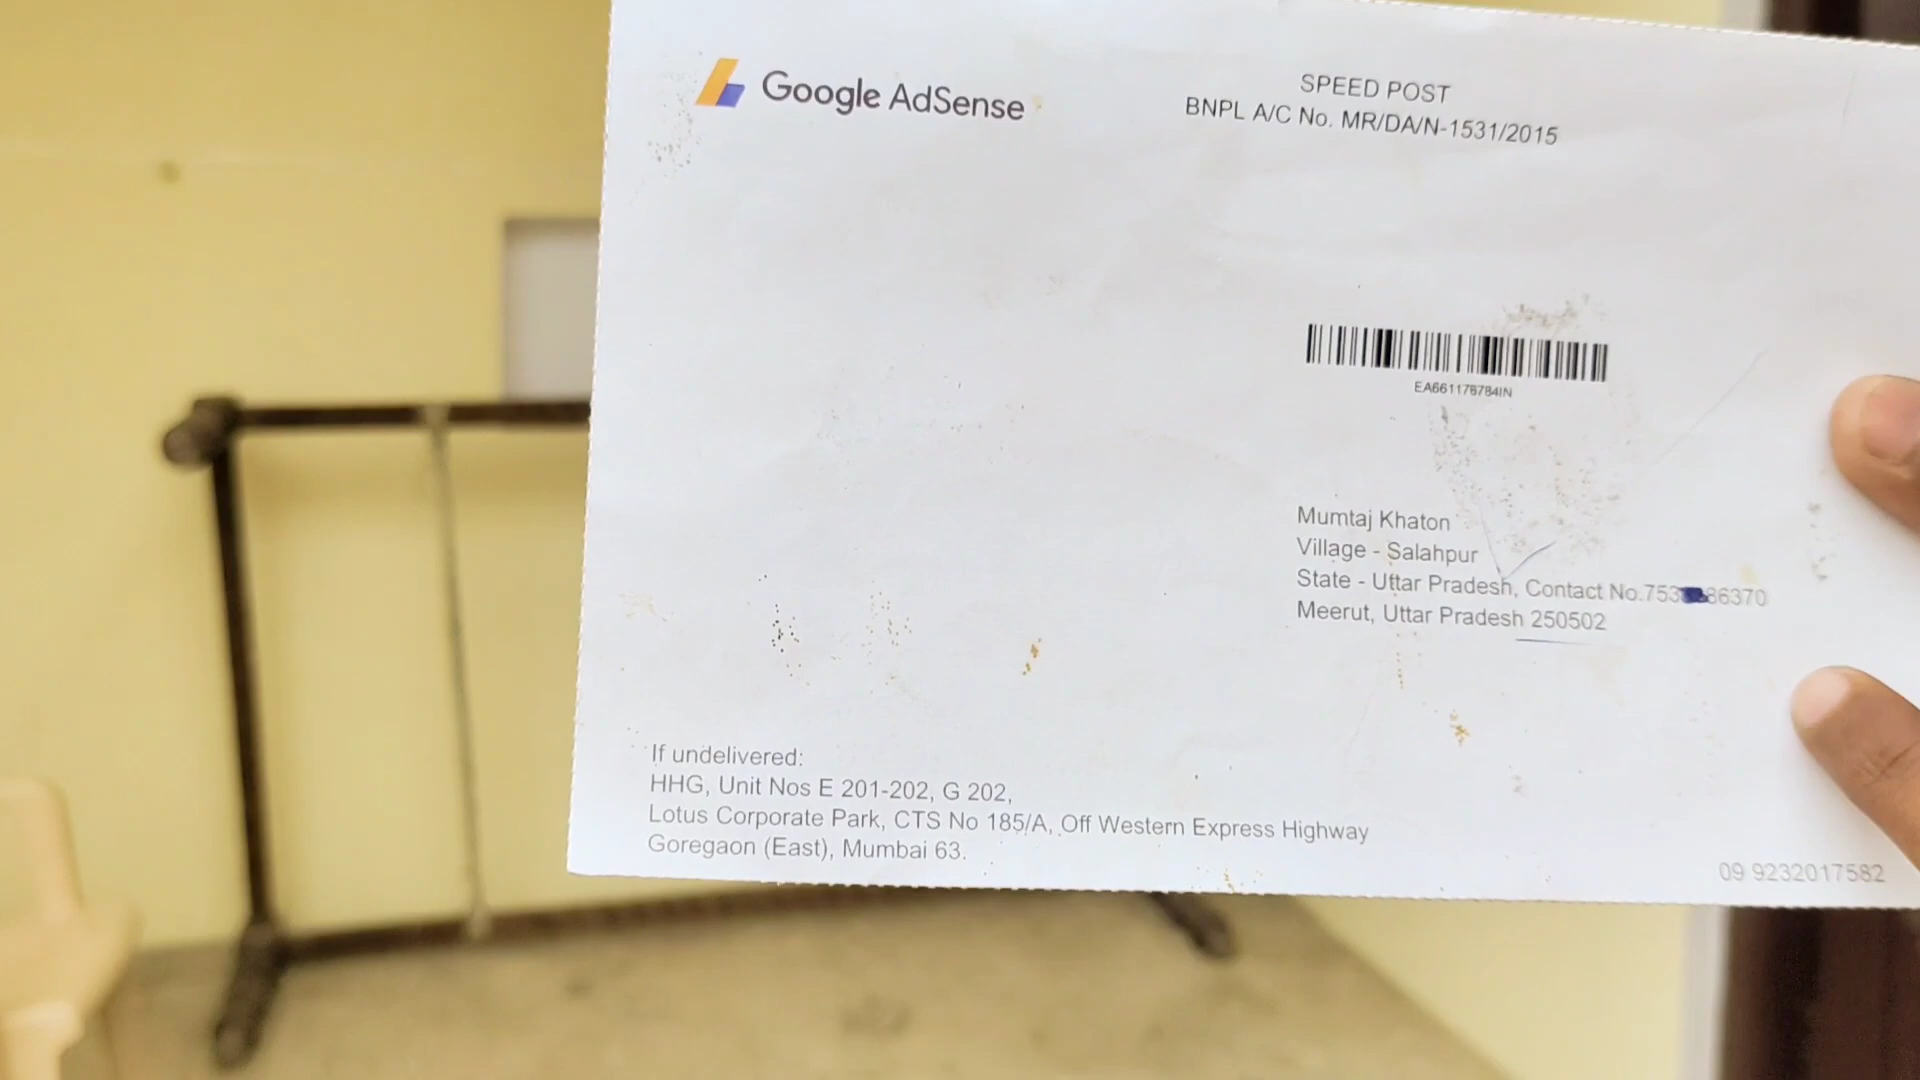 Google AdSense
SPEED POST
BNPL A/C No. MR/DA/N-1531/2015
EA661176784IN
Mumtaj Khaton
Village - Salahpur
State - Uttar Pradesh, Contact No.753 86370
Meerut, Uttar Pradesh 250502
If undelivered:
HHG, Unit Nos E 201-202, G 202,
Lotus Corporate Park, CTS No 185/A, Off Western Express Highway
Goregaon (East), Mumbai 63.
09 9232017582